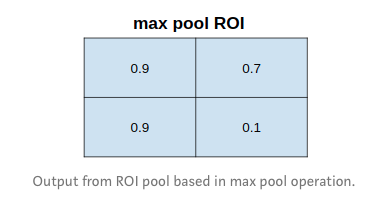 max pool ROI
0.9 0.7
0.9 0.1
Output from ROI pool based in max pool operation.